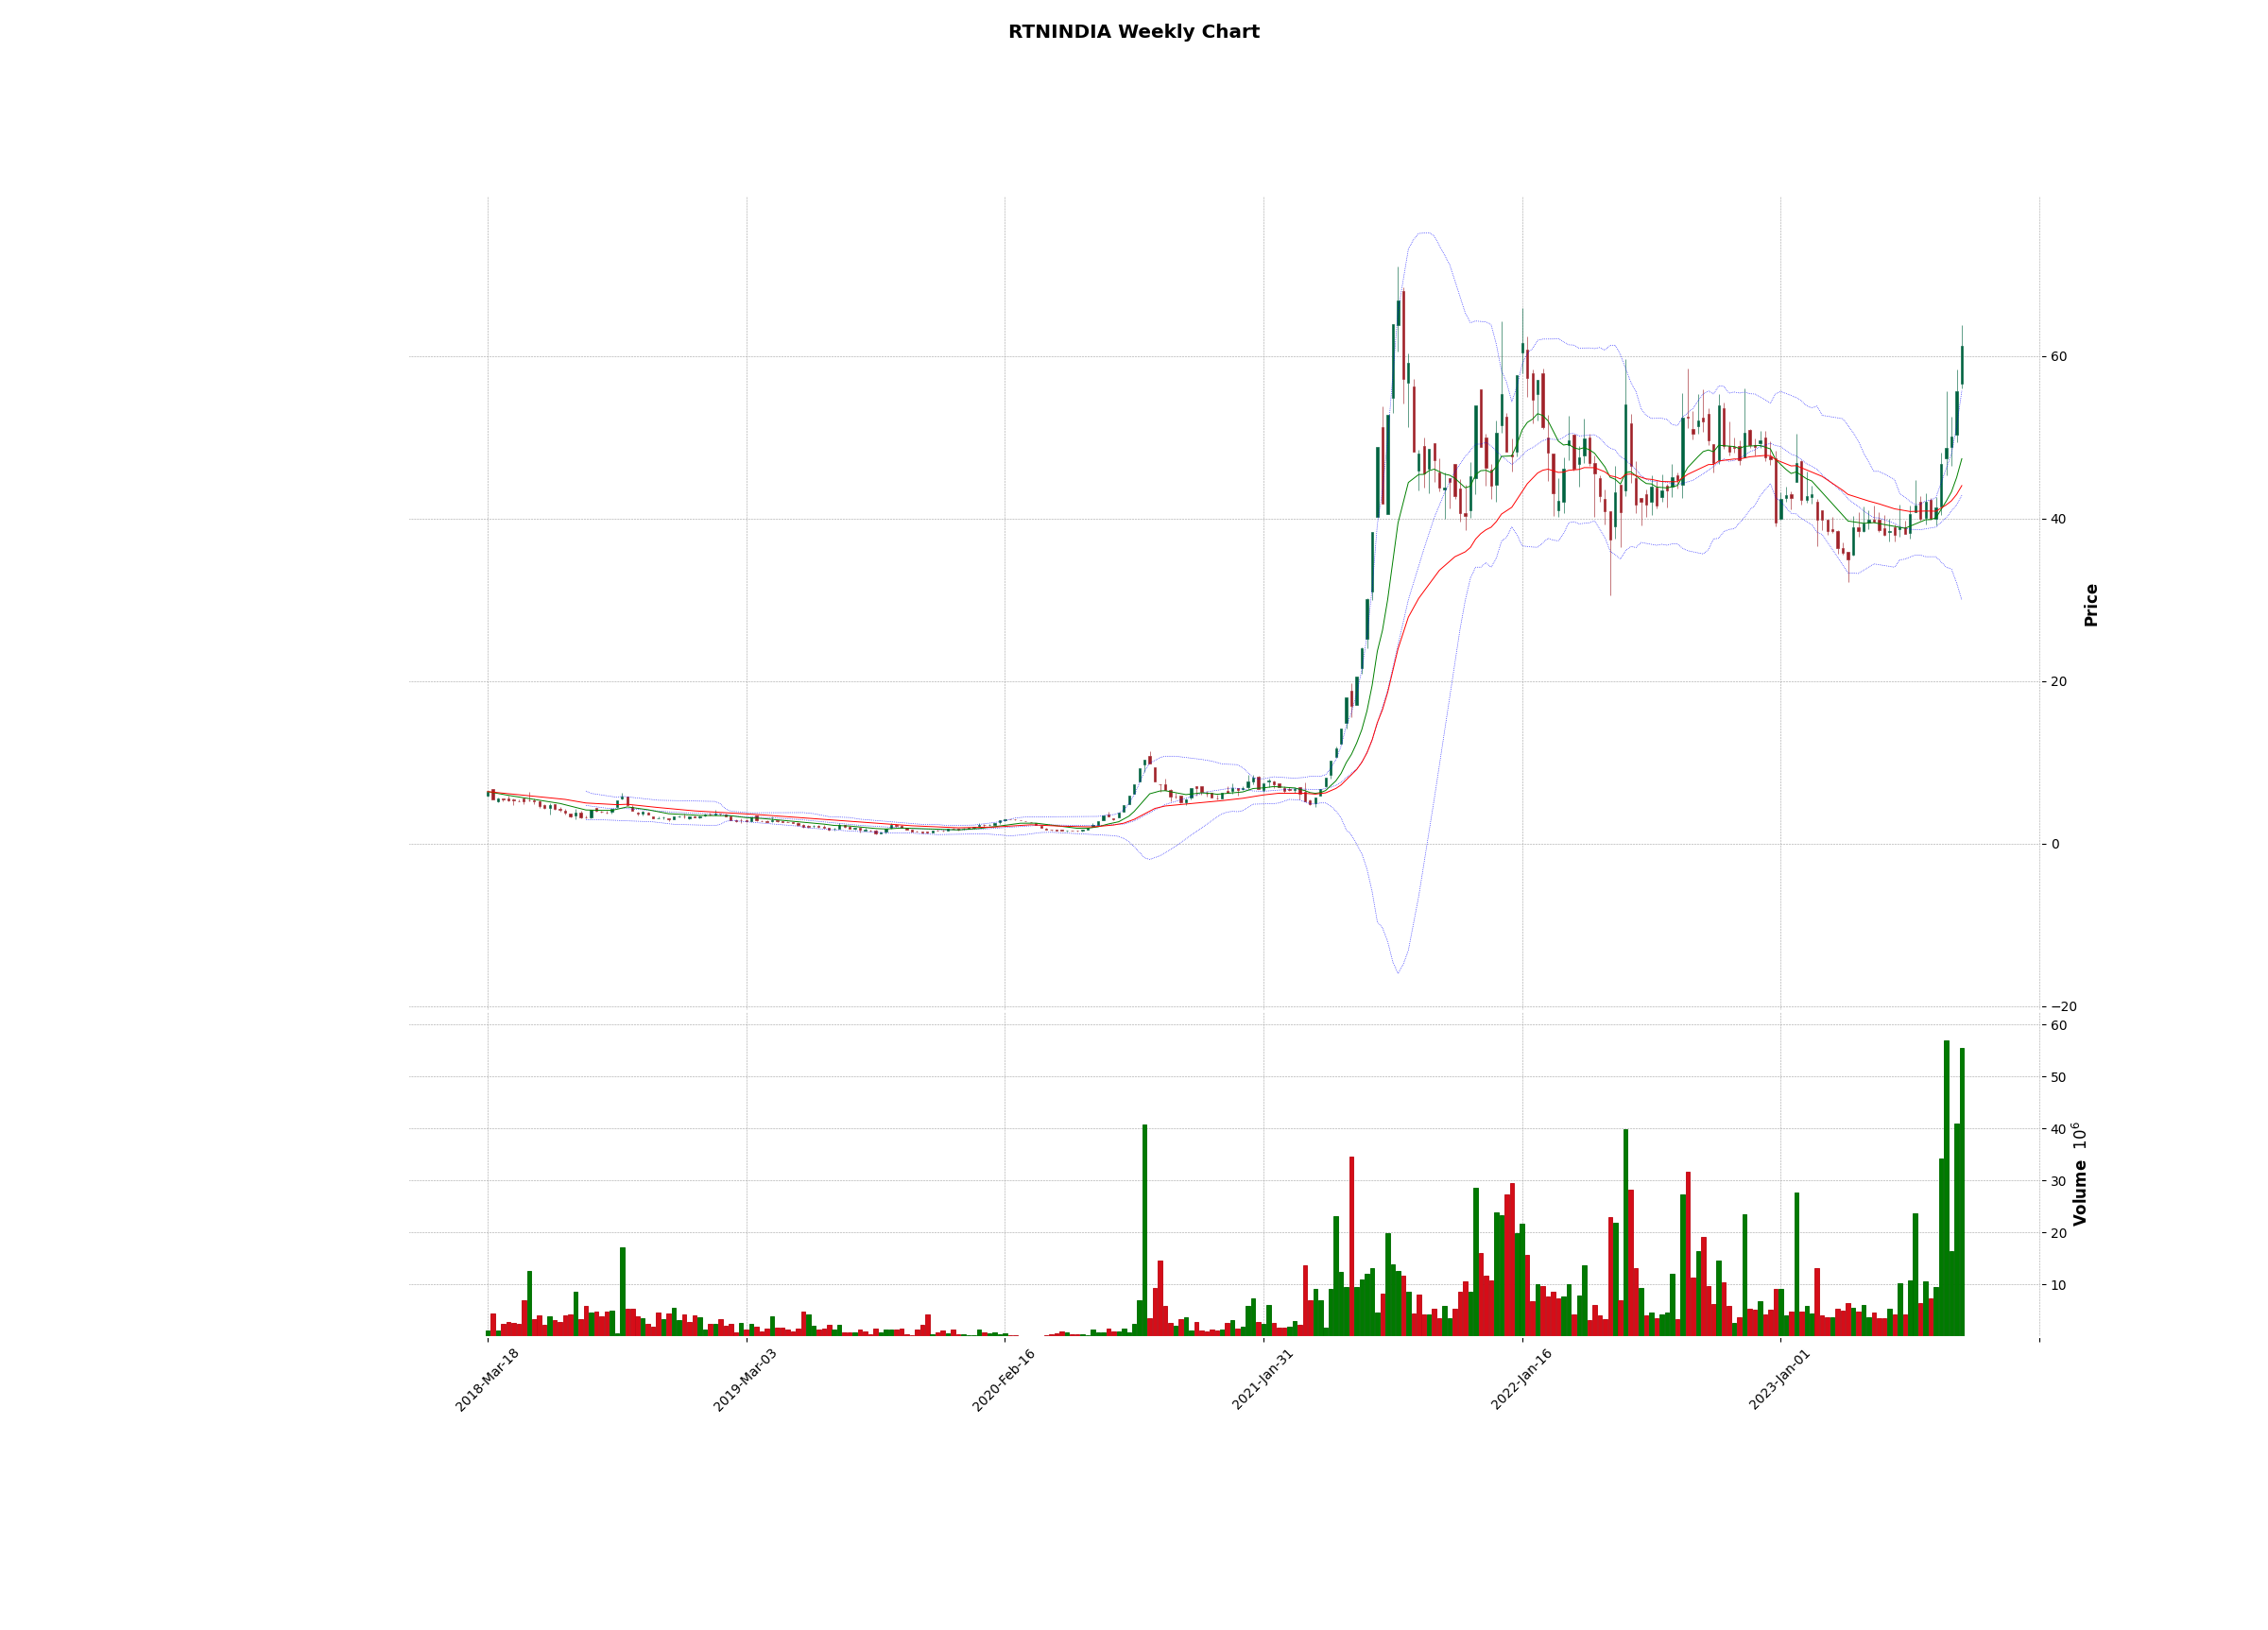 RTNINDIA Weekly Chart
60
40
20
0
−20
Price
60
50
40
30
20
10
Volume 10^6
2018-Mar-18
2019-Mar-03
2020-Feb-16
2021-Jan-31
2022-Jan-16
2023-Jan-01